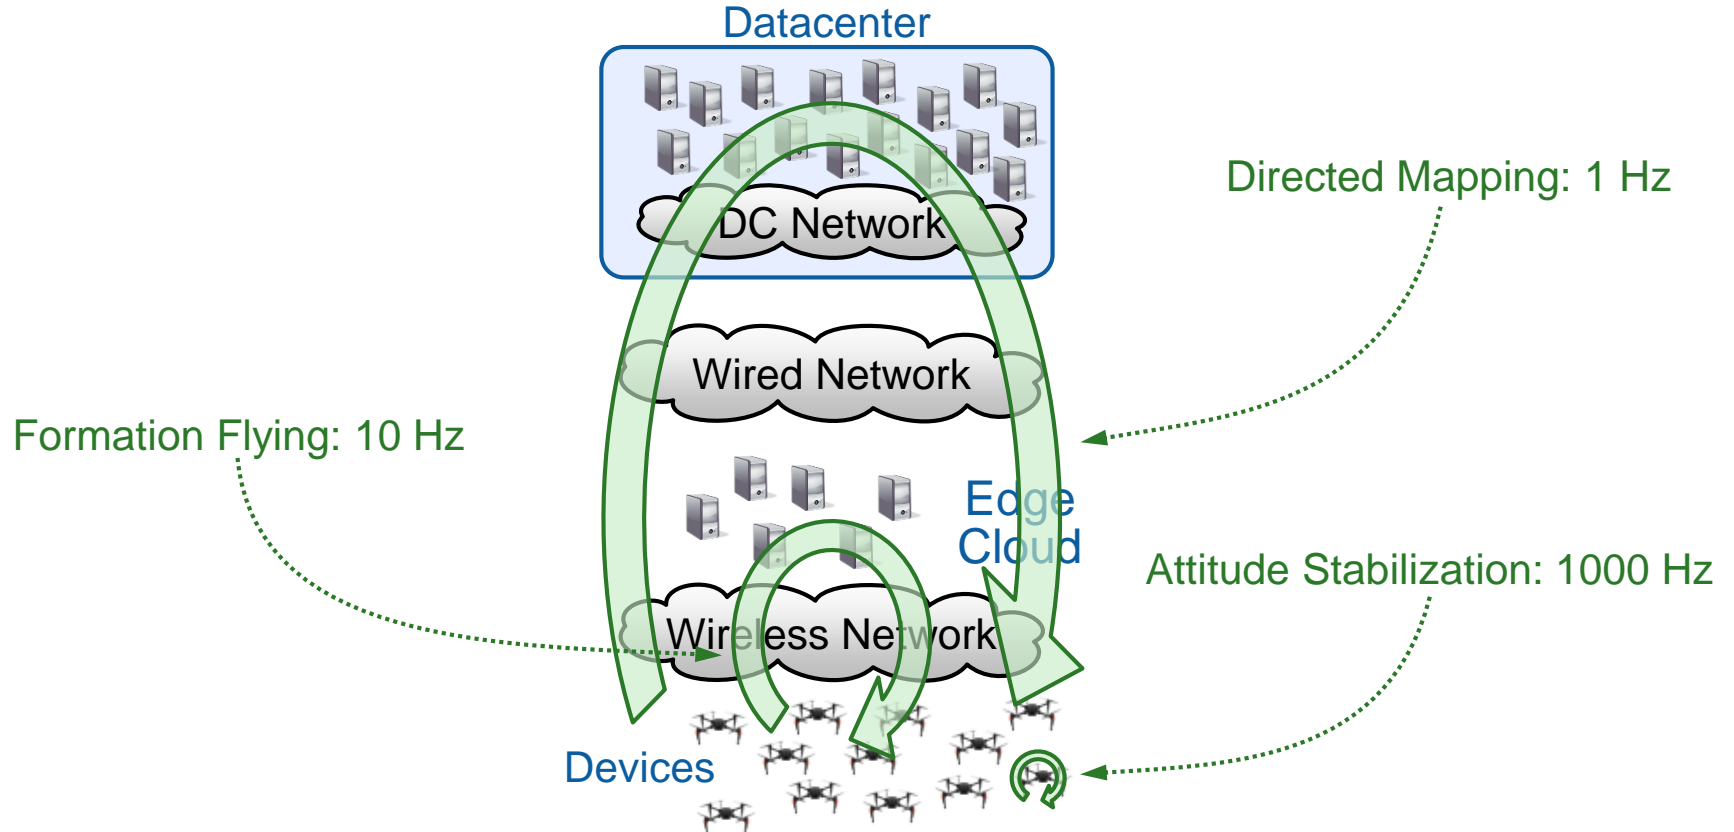 Datacenter
DC Network
Directed Mapping: 1 Hz
Wired Network
Formation Flying: 10 Hz
Edge
Cloud
Attitude Stabilization: 1000 Hz
Wireless Network
Devices